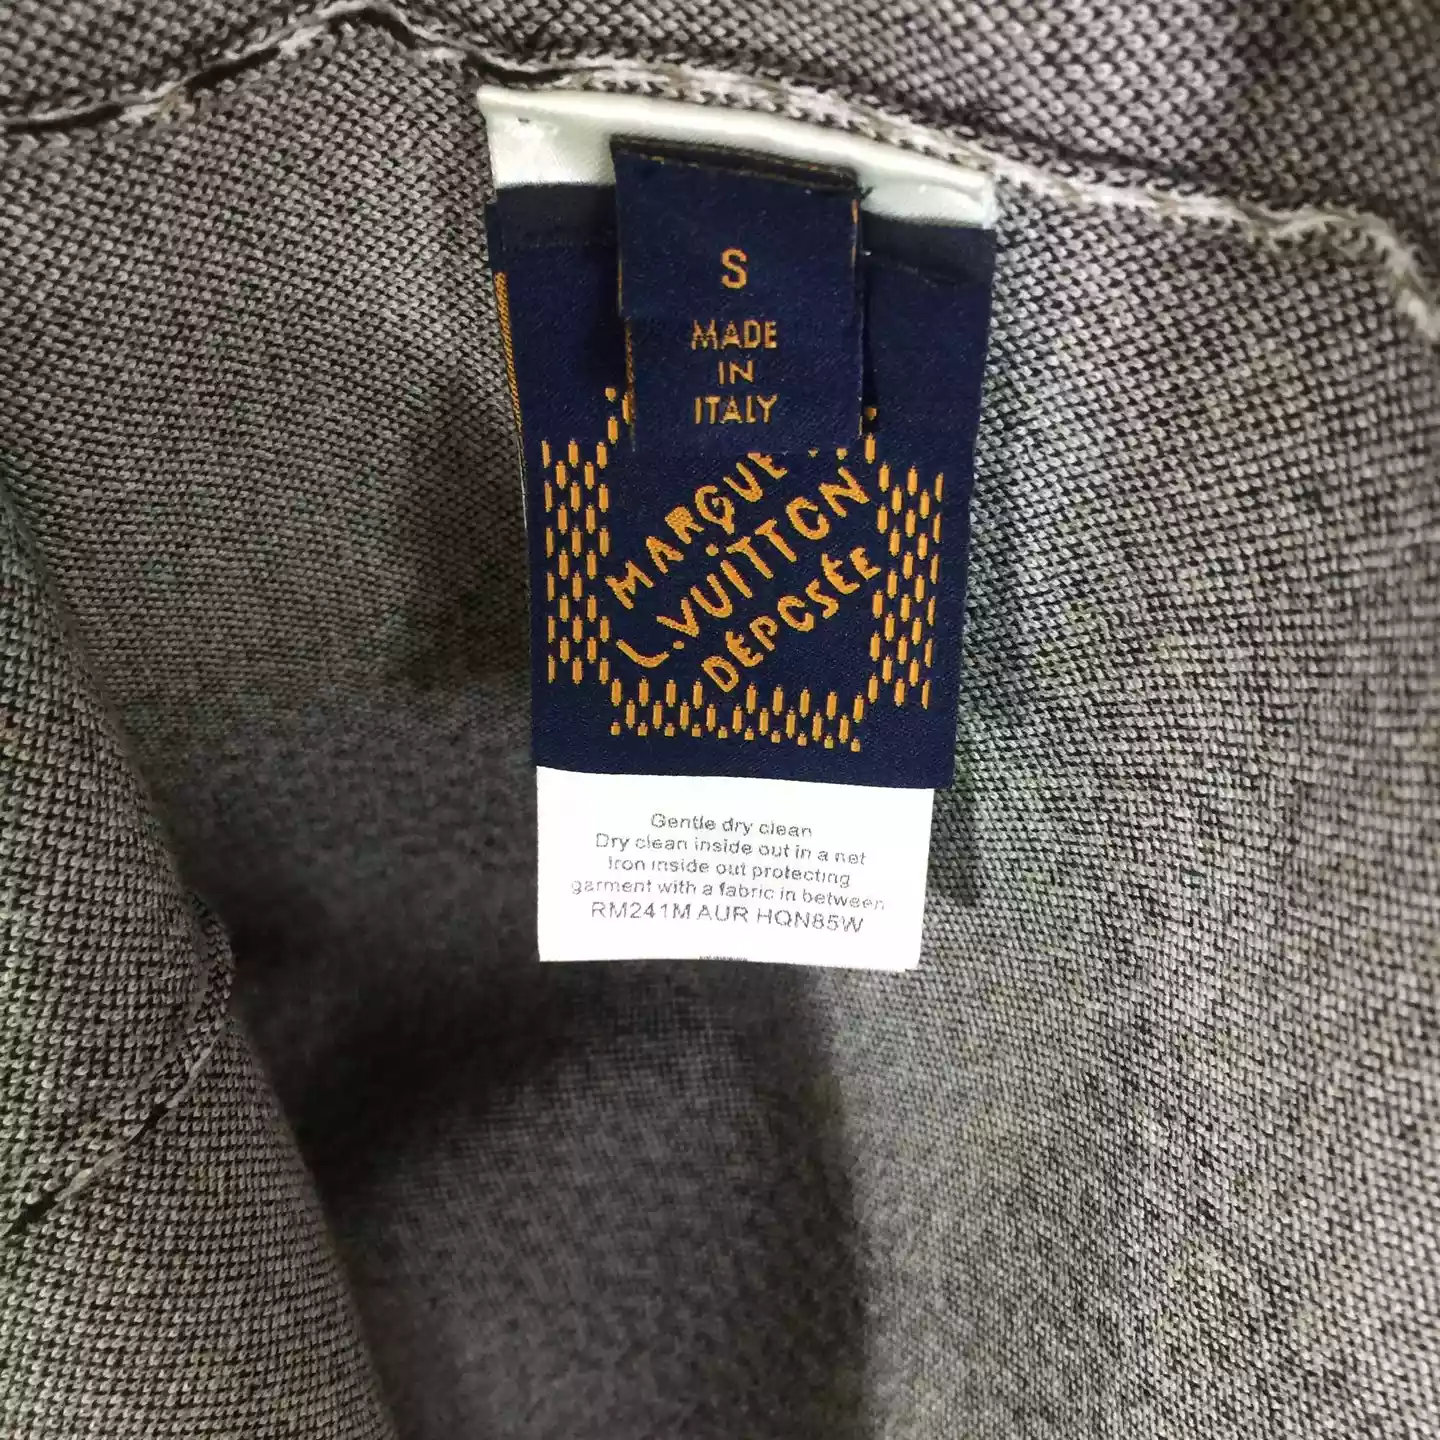 S
MADE
IN
ITALY
MARQUE
L.VUITTON
DÉPOSÉE
Gentle dry clean
Dry clean inside out in a net
Iron inside out protecting
garment with a fabric in between
RM241M AUR HQN85W